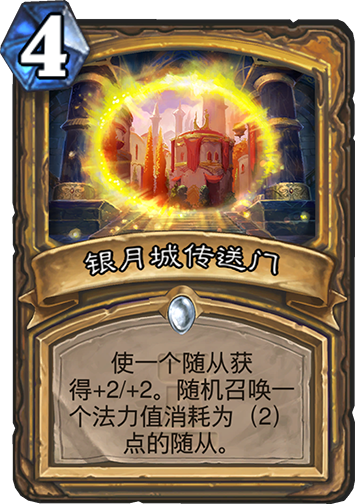 4
银月城传送门
使一个随从获
得+2/+2。随机召唤一
个法力值消耗为（2）
点的随从。